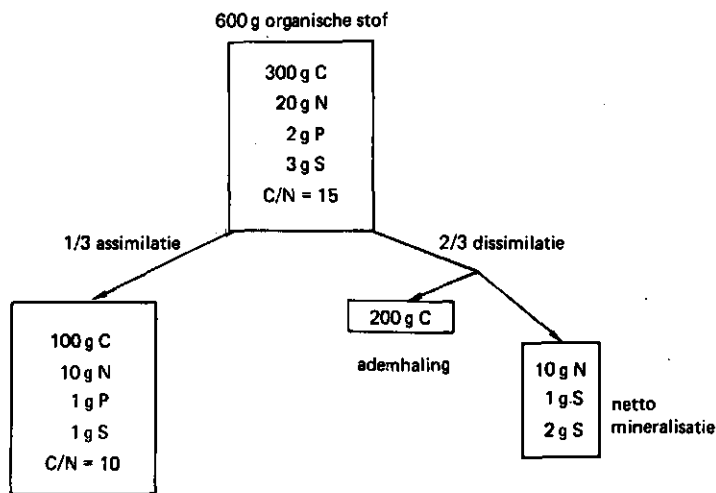 600 g organische stof
300 g C
20 g N
2 g P
3 g S
C/N = 15
1/3 assimilatie
2/3 dissimilatie
100 g C
10 g N
1 g P
1 g S
C/N = 10
200 g C
ademhaling
10 g N
1 g S
2 g S
netto
mineralisatie